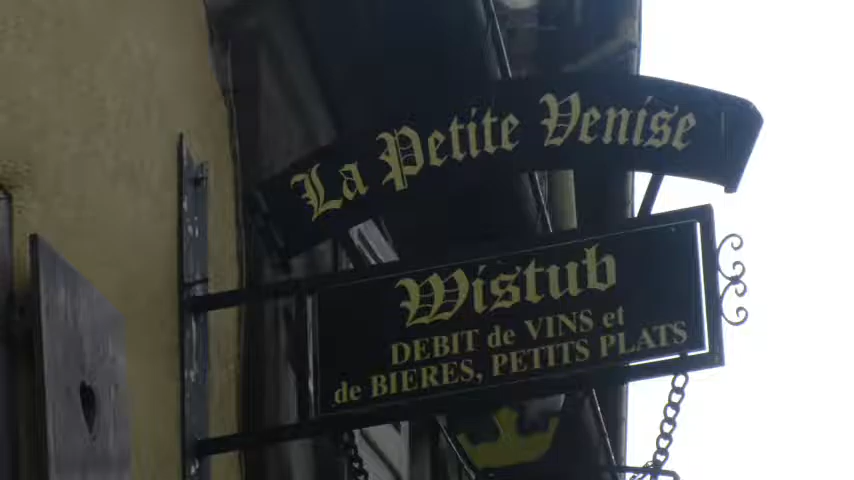 La Petite Venise
Wistub
DEBIT de VINS et
de BIERES, PETITS PLATS